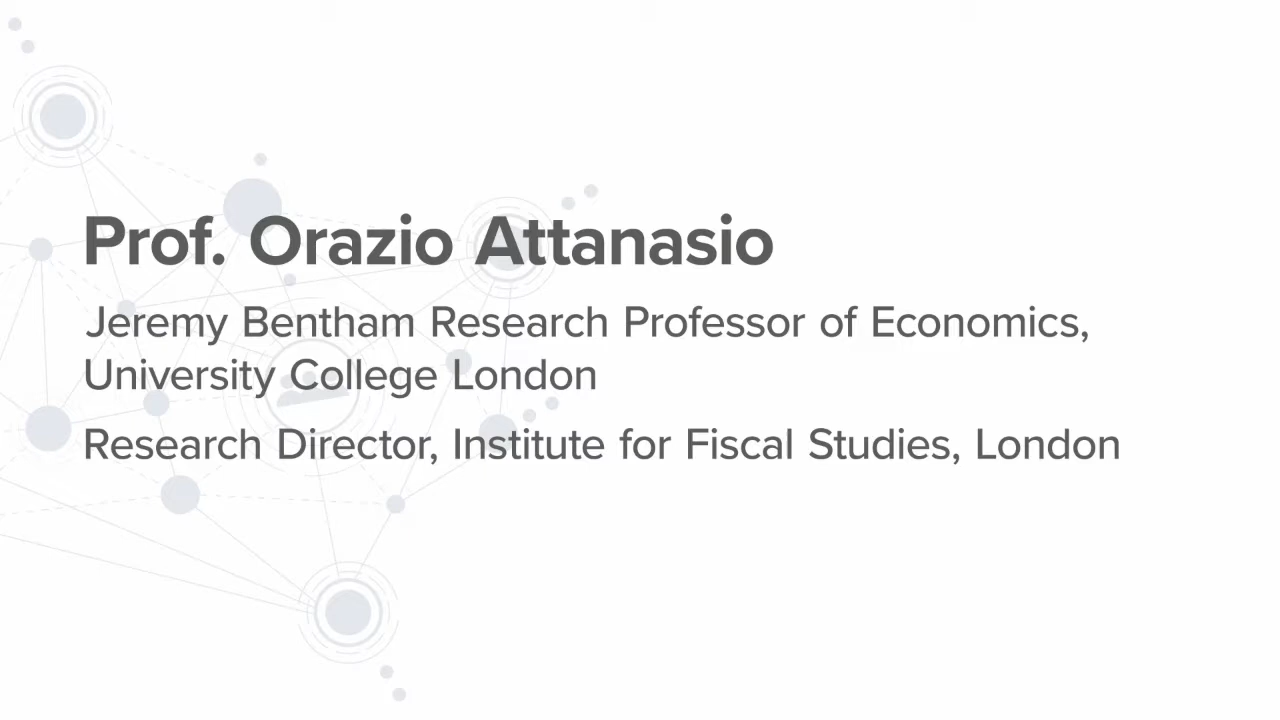 Prof. Orazio Attanasio
Jeremy Bentham Research Professor of Economics,
University College London
Research Director, Institute for Fiscal Studies, London